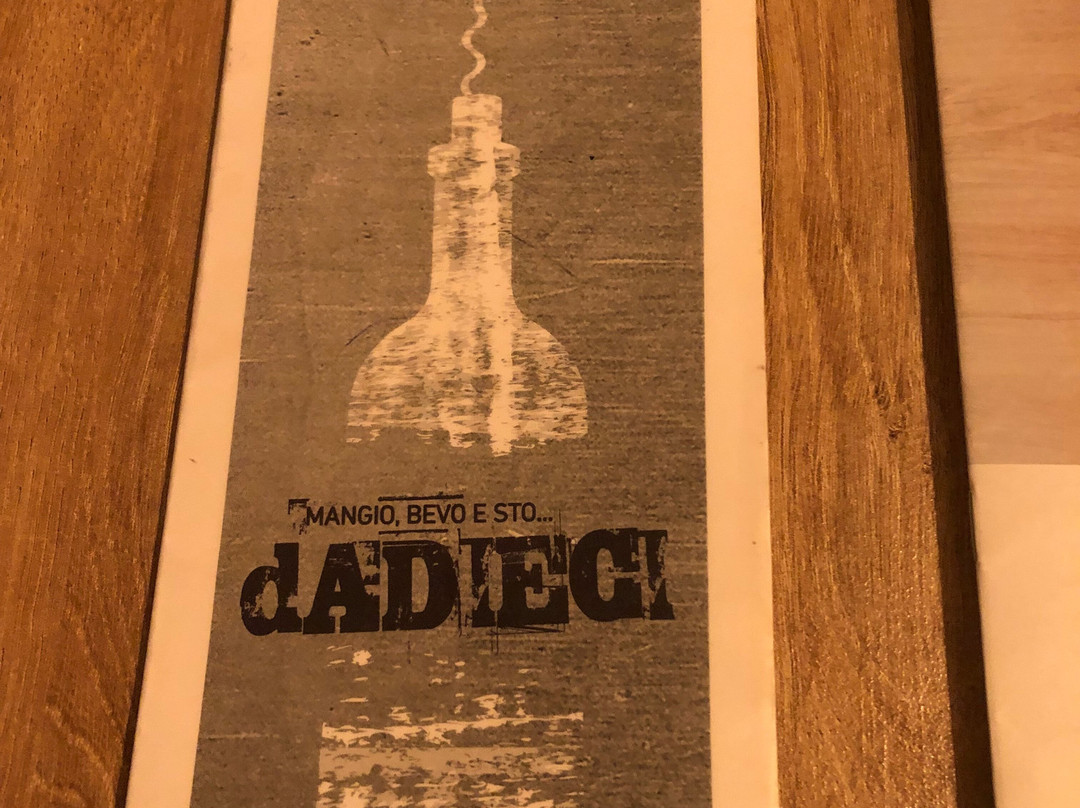 MANGIO, BEVO E STO...
dADIECI